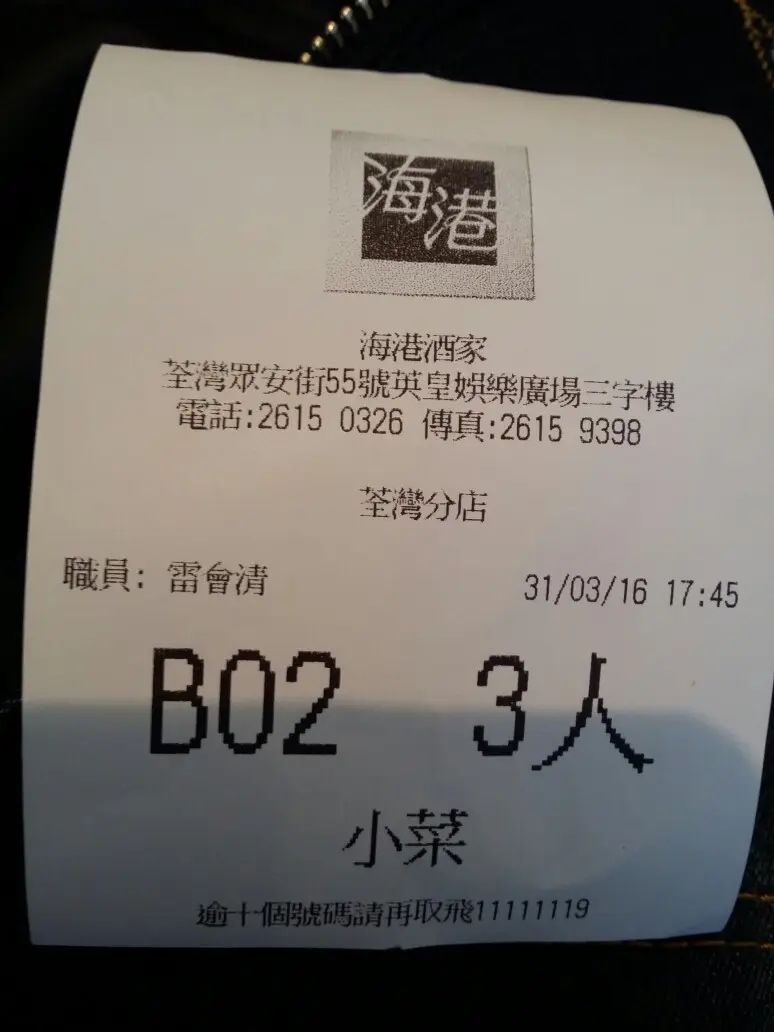 海港
海港酒家
荃灣眾安街55號英皇娛樂廣場三字樓
電話:2615 0326 傳真:2615 9398
荃灣分店
職員: 雷會清 31/03/16 17:45
B02 3人
小菜
逾十個號碼請再取飛11111119